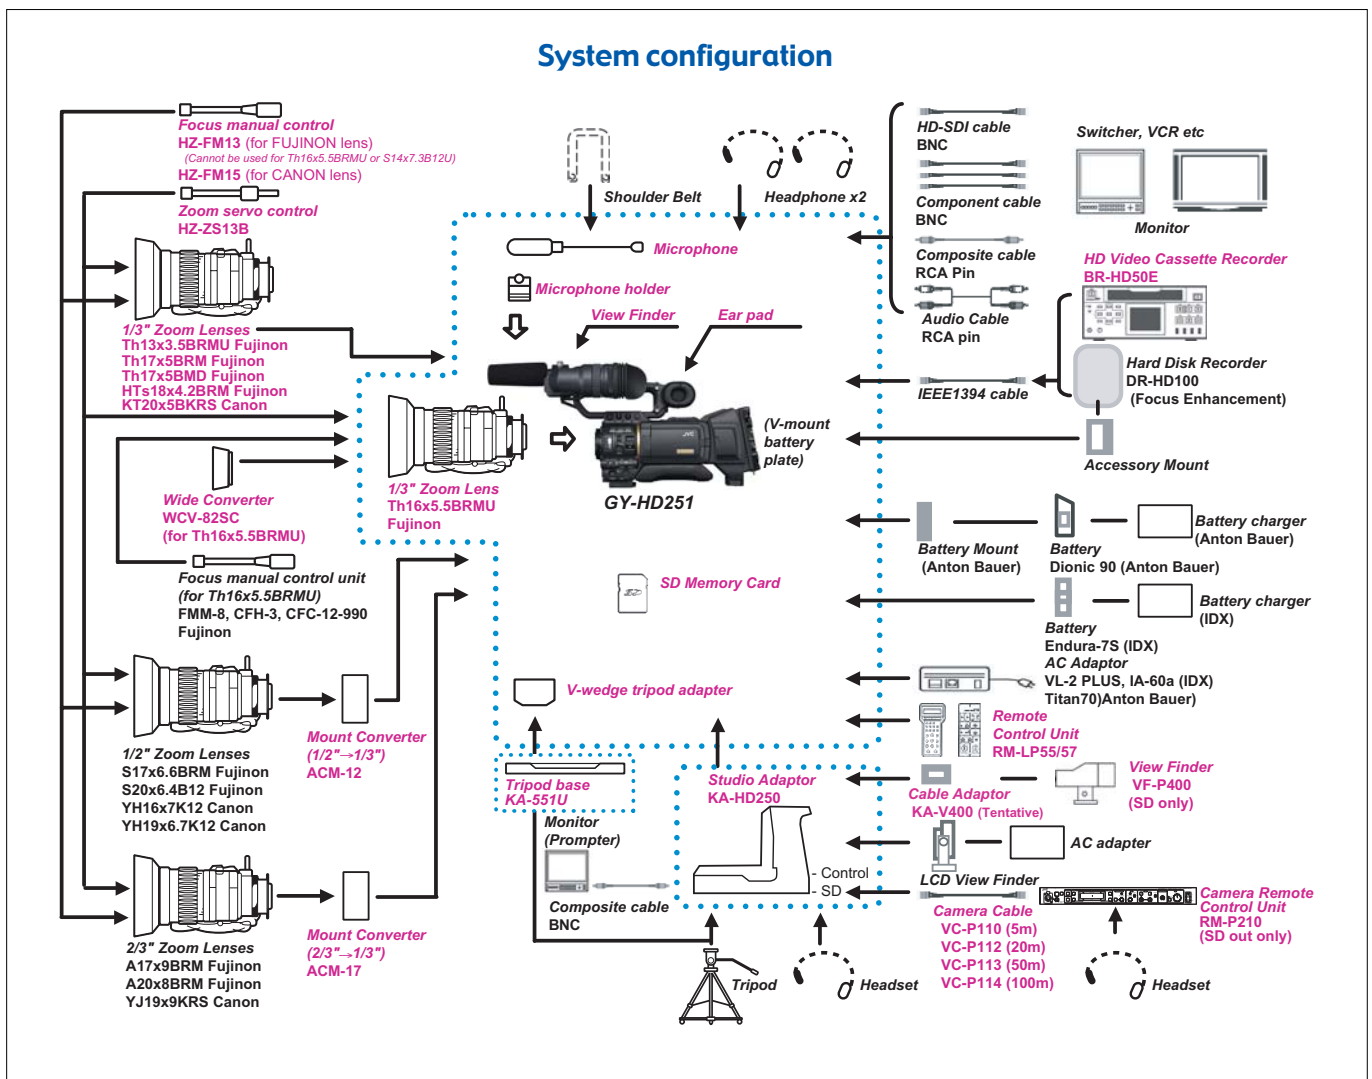 System configuration
Focus manual control
HZ-FM13 (for FUJINON lens)
(Cannot be used for Th16x5.5BRMU or S14x7.3B12U)
HZ-FM15 (for CANON lens)
Zoom servo control
HZ-ZS13B
1/3" Zoom Lenses
Th13x3.5BRMU Fujinon
Th17x5BRM Fujinon
Th17x5BMD Fujinon
HTs18x4.2BRM Fujinon
KT20x5BKRS Canon
Wide Converter
WCV-82SC
(for Th16x5.5BRMU)
Focus manual control unit
(for Th16x5.5BRMU)
FMM-8, CFH-3, CFC-12-990
Fujinon
1/2" Zoom Lenses
S17x6.6BRM Fujinon
S20x6.4B12 Fujinon
YH16x7K12 Canon
YH19x6.7K12 Canon
Mount Converter
(1/2"→1/3")
ACM-12
2/3" Zoom Lenses
A17x9BRM Fujinon
A20x8BRM Fujinon
YJ19x9KRS Canon
Mount Converter
(2/3"→1/3")
ACM-17
Shoulder Belt
Headphone x2
Microphone
Microphone holder
View Finder
Ear pad
JVC
(V-mount
battery
plate)
GY-HD251
1/3" Zoom Lens
Th16x5.5BRMU
Fujinon
SD Memory Card
V-wedge tripod adapter
Tripod base
KA-551U
Monitor
(Prompter)
Composite cable
BNC
Studio Adaptor
KA-HD250
- Control
- SD
Tripod
Headset
HD-SDI cable
BNC
Component cable
BNC
Composite cable
RCA Pin
Audio Cable
RCA pin
Switcher, VCR etc
Monitor
HD Video Cassette Recorder
BR-HD50E
Hard Disk Recorder
DR-HD100
(Focus Enhancement)
IEEE1394 cable
Accessory Mount
Battery Mount
(Anton Bauer)
Battery
Dionic 90 (Anton Bauer)
Battery charger
(Anton Bauer)
Battery
Endura-7S (IDX)
Battery charger
(IDX)
AC Adaptor
VL-2 PLUS, IA-60a (IDX)
Titan70)Anton Bauer)
Remote
Control Unit
RM-LP55/57
Cable Adaptor
KA-V400 (Tentative)
View Finder
VF-P400
(SD only)
LCD View Finder
AC adapter
Camera Cable
VC-P110 (5m)
VC-P112 (20m)
VC-P113 (50m)
VC-P114 (100m)
Camera Remote
Control Unit
RM-P210
(SD out only)
Headset